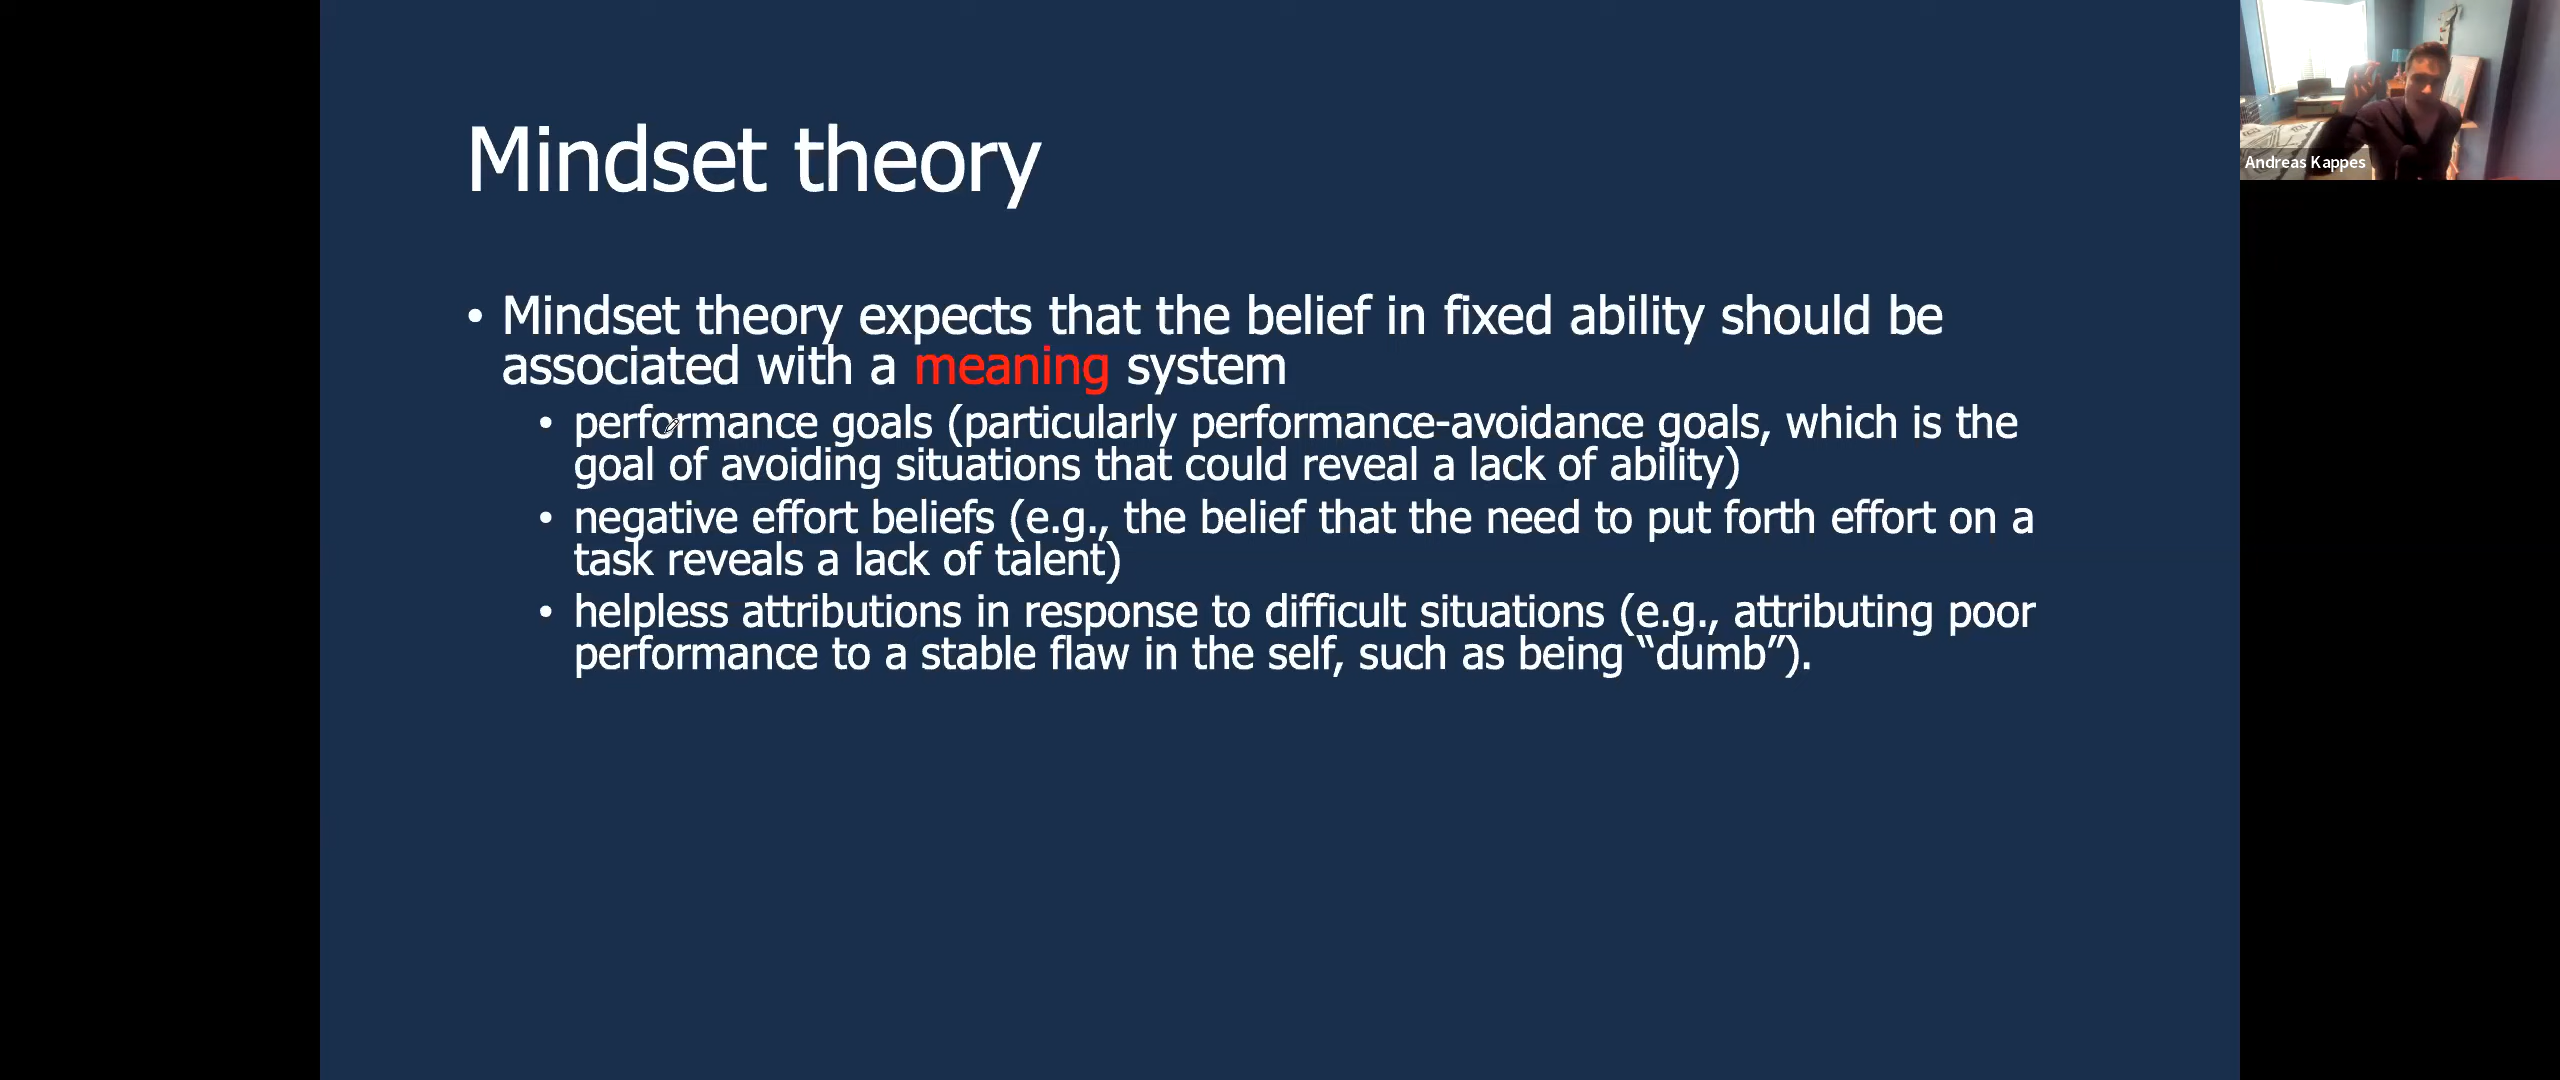 Mindset theory
• Mindset theory expects that the belief in fixed ability should be
associated with a meaning system
• performance goals (particularly performance-avoidance goals, which is the
goal of avoiding situations that could reveal a lack of ability)
• negative effort beliefs (e.g., the belief that the need to put forth effort on a
task reveals a lack of talent)
• helpless attributions in response to difficult situations (e.g., attributing poor
performance to a stable flaw in the self, such as being “dumb”).
Andreas Kappes